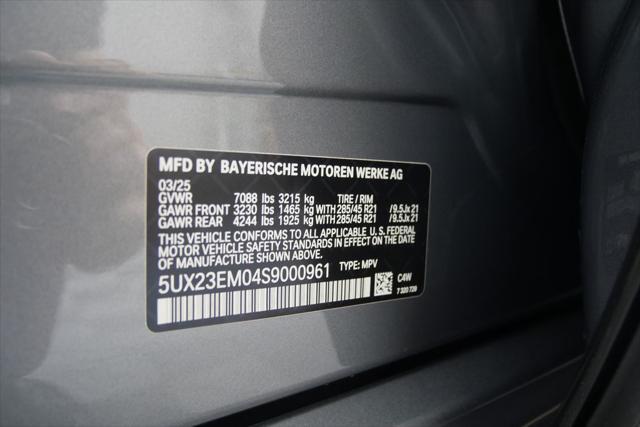 MFD BY BAYERISCHE MOTOREN WERKE AG
03/25
GVWR 7088 lbs 3215 kg TIRE / RIM
GAWR FRONT 3230 lbs 1465 kg WITH 285/45 R21 /9.5Jx 21
GAWR REAR 4244 lbs 1925 kg WITH 285/45 R21 /9.5Jx 21
THIS VEHICLE CONFORMS TO ALL APPLICABLE U. S. FEDERAL
MOTOR VEHICLE SAFETY STANDARDS IN EFFECT ON THE DATE
OF MANUFACTURE SHOWN ABOVE.
5UX23EM04S9000961 TYPE: MPV
C4W
7 320 739